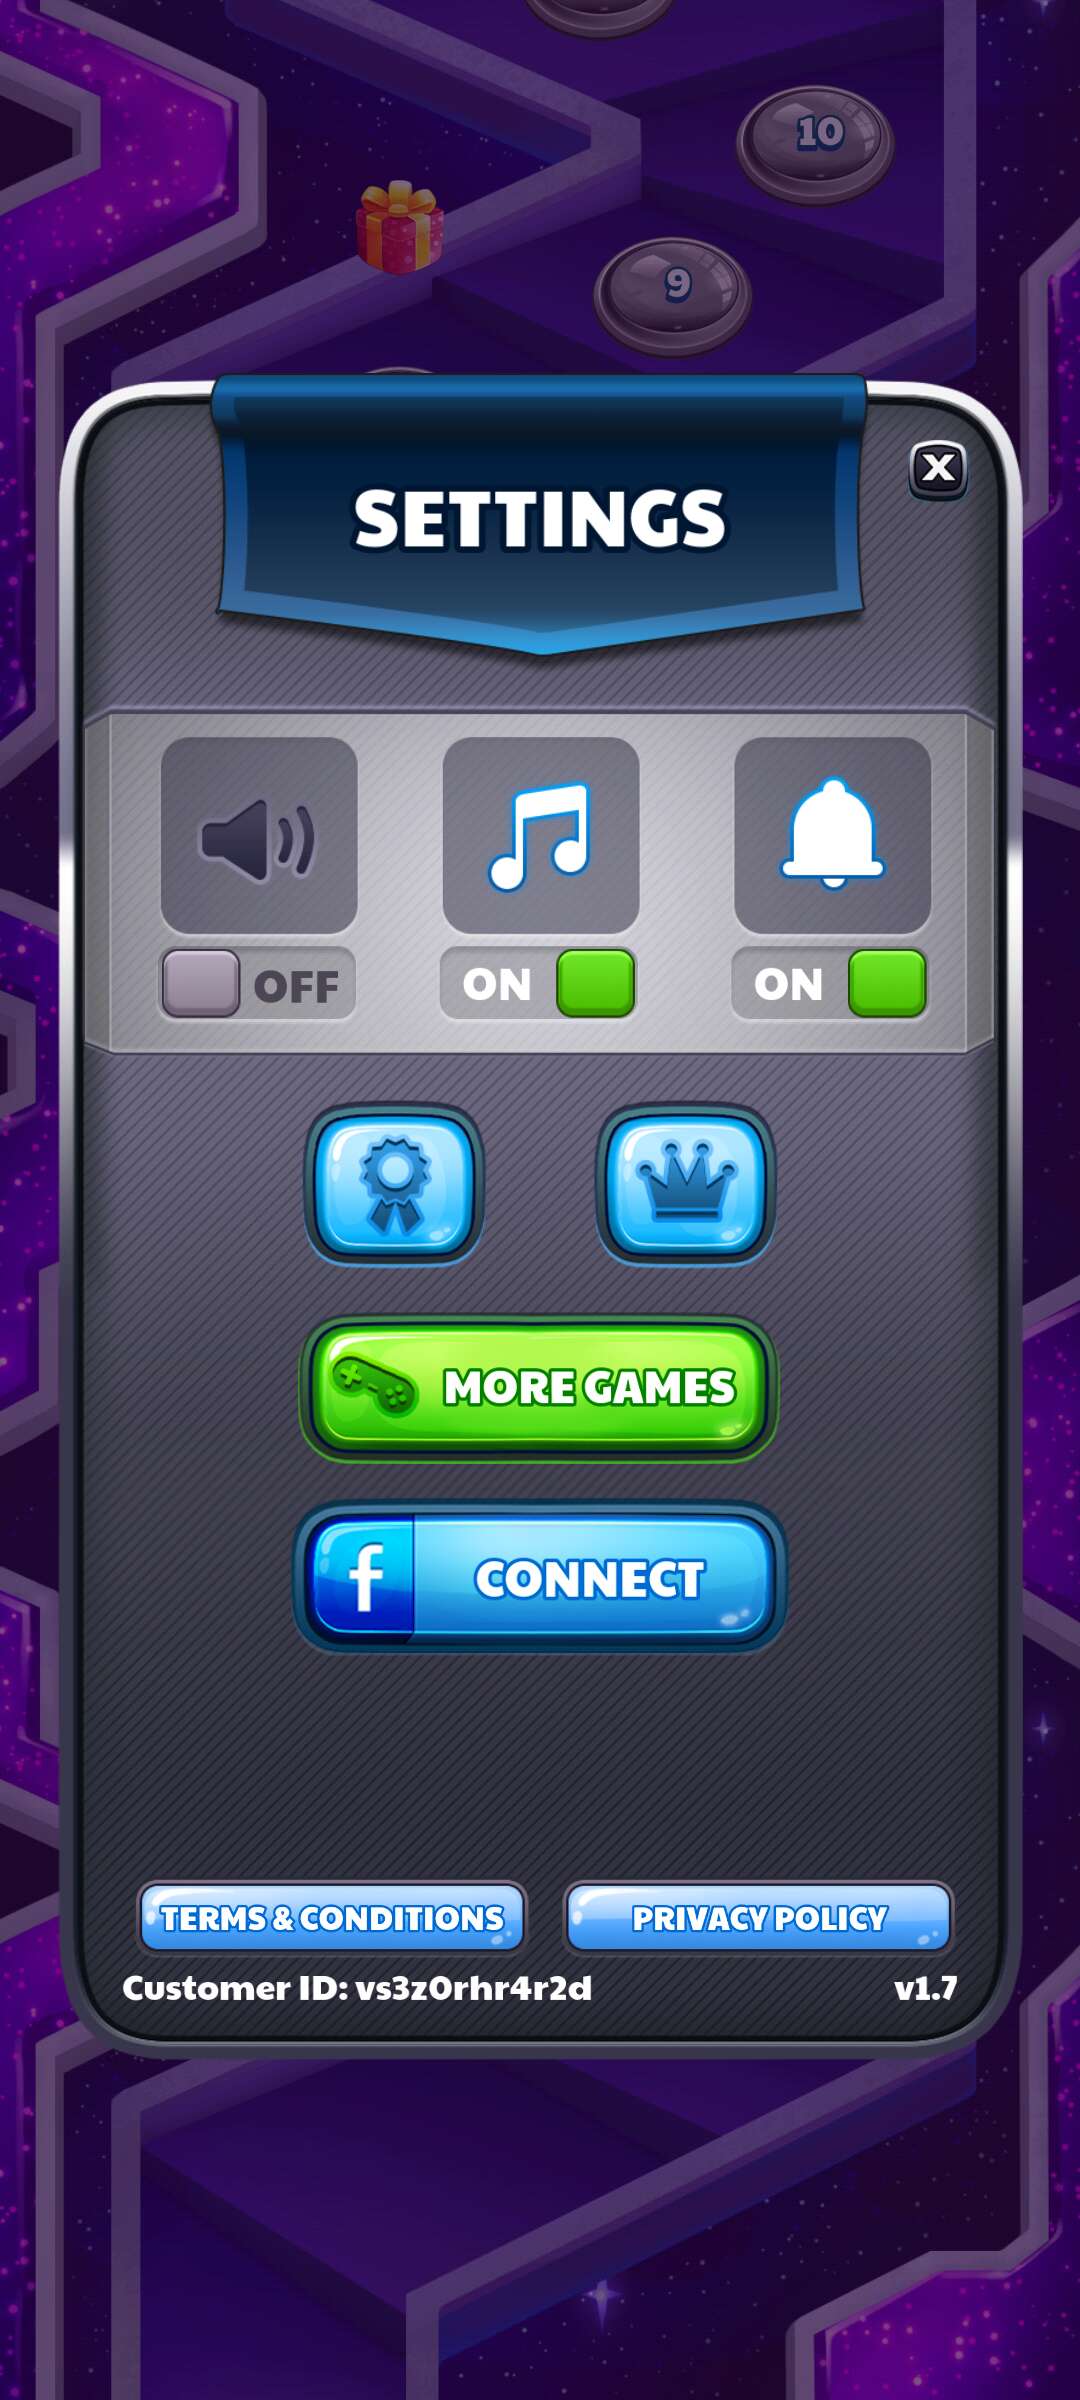 10
9
SETTINGS
X
OFF
ON
ON
MORE GAMES
f CONNECT
TERMS & CONDITIONS
PRIVACY POLICY
Customer ID: vs3z0rhr4r2d
v1.7